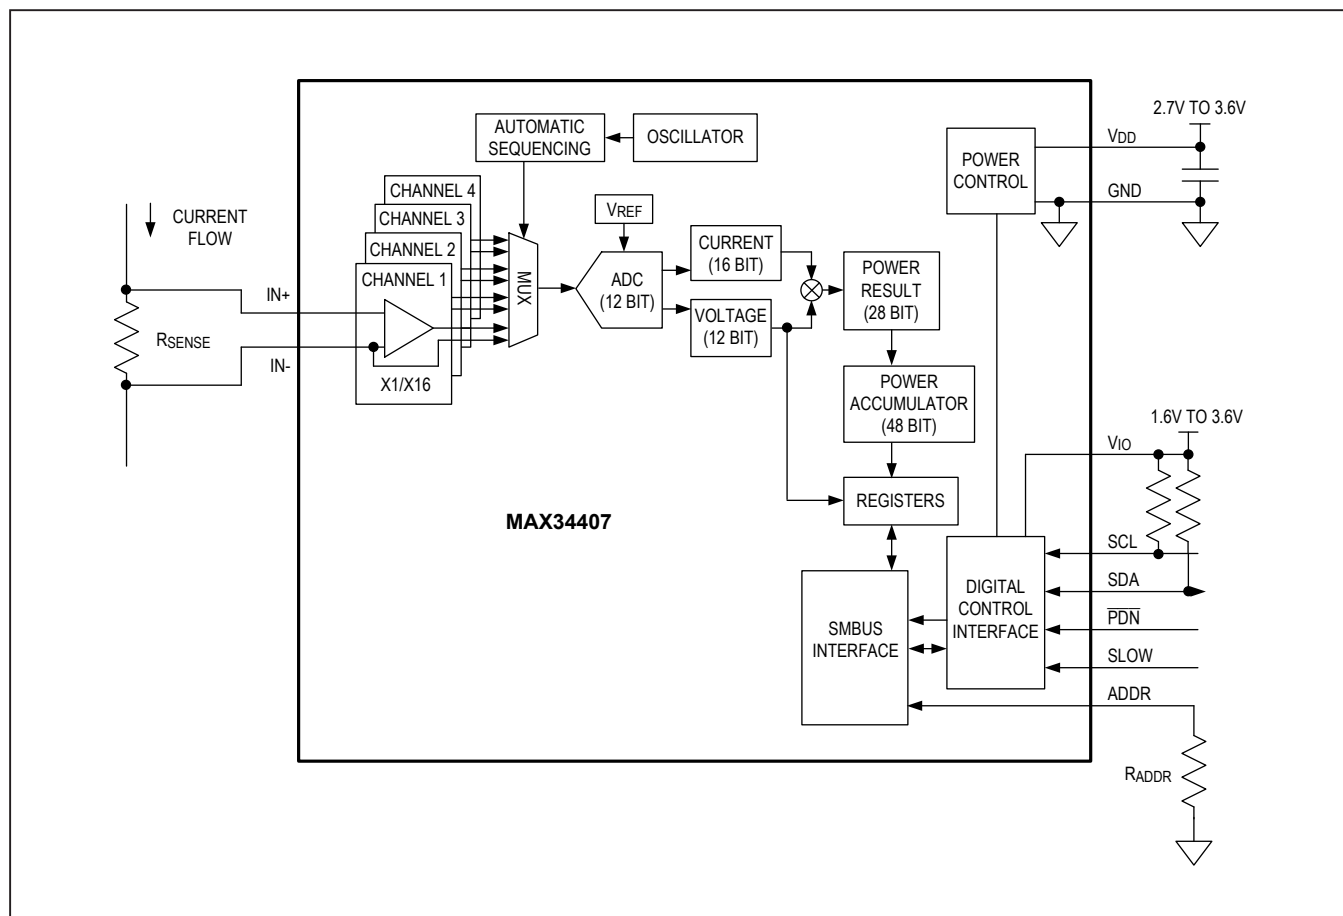 2.7V TO 3.6V
AUTOMATIC
SEQUENCING
OSCILLATOR
POWER
CONTROL
VDD
GND
CHANNEL 4
CHANNEL 3
CHANNEL 2
CHANNEL 1
X1/X16
CURRENT
FLOW
IN+
RSENSE
IN-
MUX
VREF
ADC
(12 BIT)
CURRENT
(16 BIT)
VOLTAGE
(12 BIT)
POWER
RESULT
(28 BIT)
POWER
ACCUMULATOR
(48 BIT)
REGISTERS
MAX34407
1.6V TO 3.6V
VIO
SCL
SDA
PDN
SLOW
ADDR
DIGITAL
CONTROL
INTERFACE
SMBUS
INTERFACE
RADDR